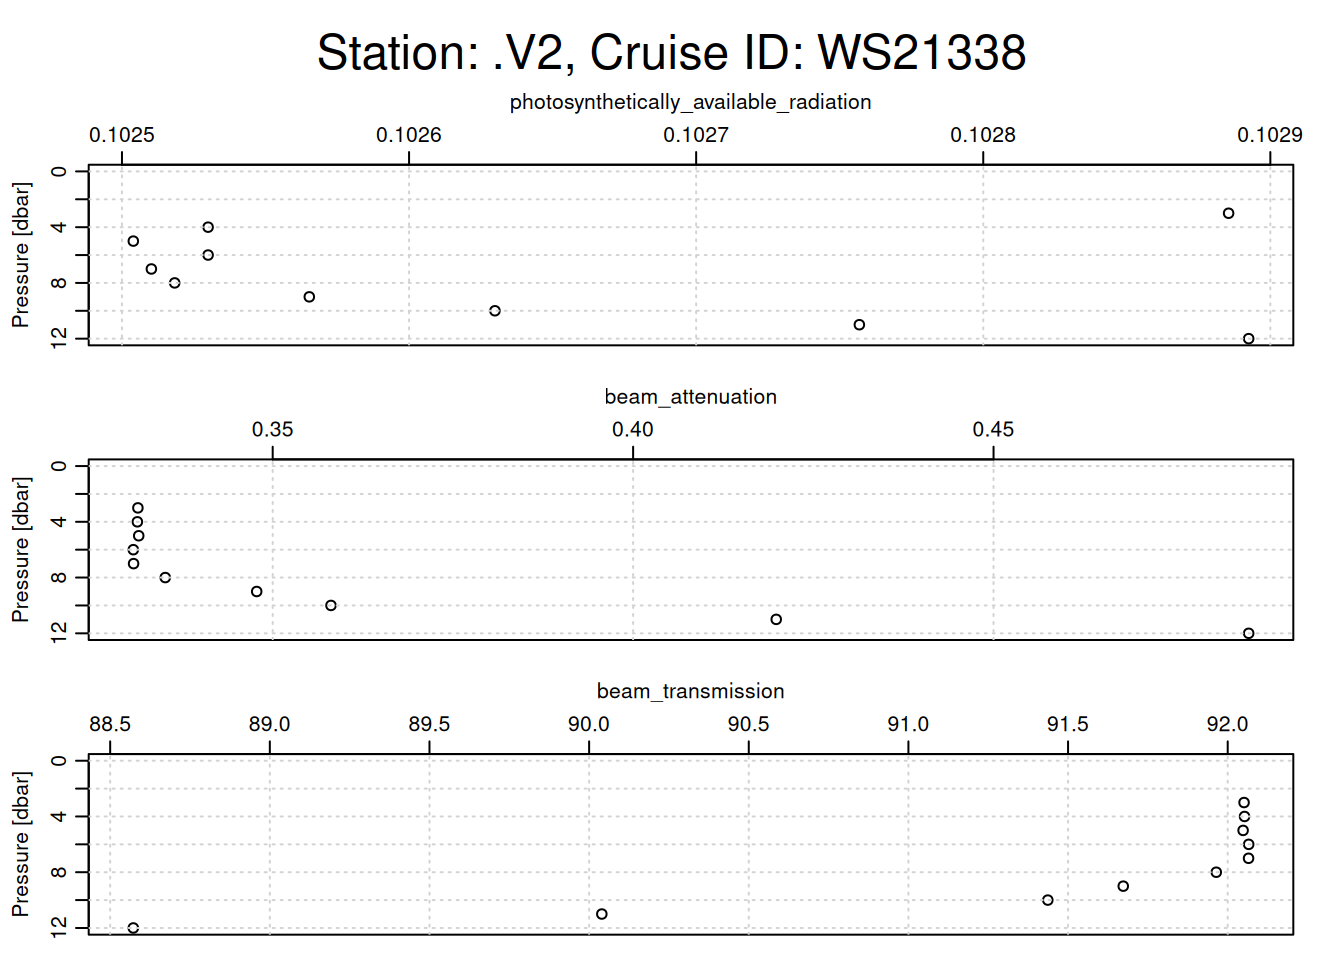 Station: .V2, Cruise ID: WS21338
photosynthetically_available_radiation
0.1025 0.1026 0.1027 0.1028 0.1029
Pressure [dbar]
0
4
8
12
beam_attenuation
0.35 0.40 0.45
Pressure [dbar]
0
4
8
12
beam_transmission
88.5 89.0 89.5 90.0 90.5 91.0 91.5 92.0
Pressure [dbar]
0
4
8
12